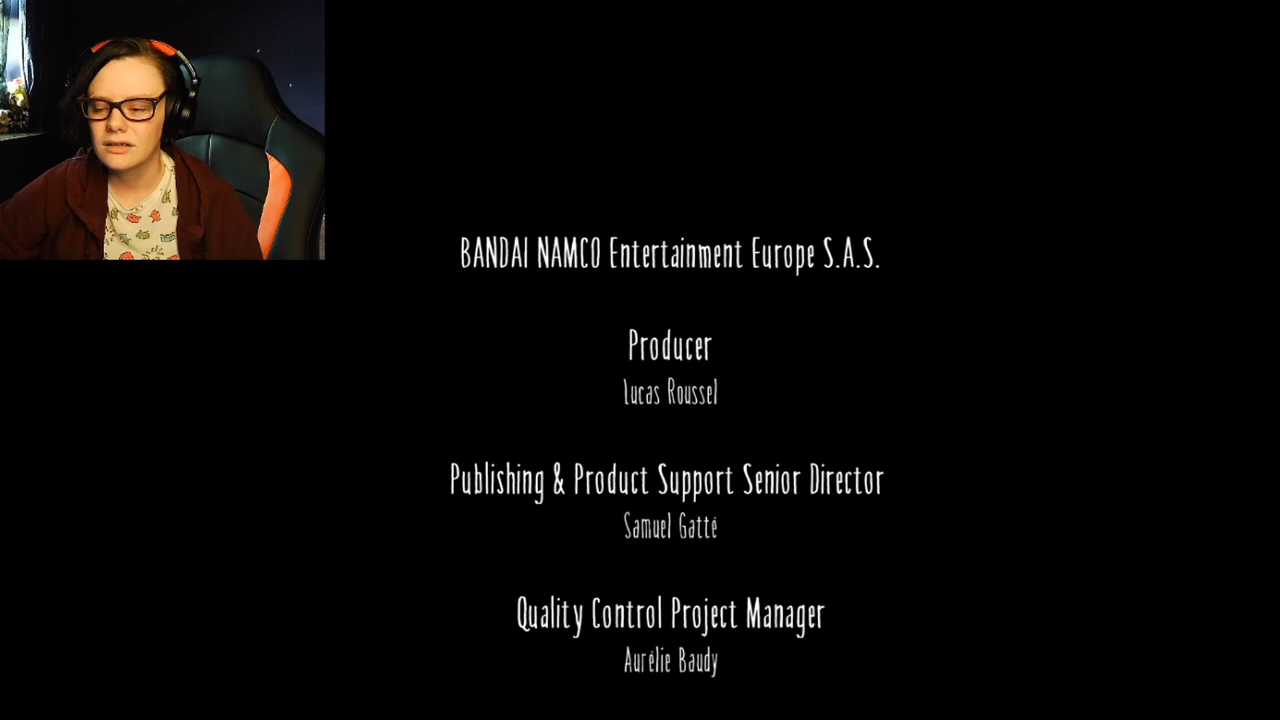 BANDAI NAMCO Entertainment Europe S.A.S.
Producer
Lucas Roussel
Publishing & Product Support Senior Director
Samuel Gatté
Quality Control Project Manager
Aurélie Baudy